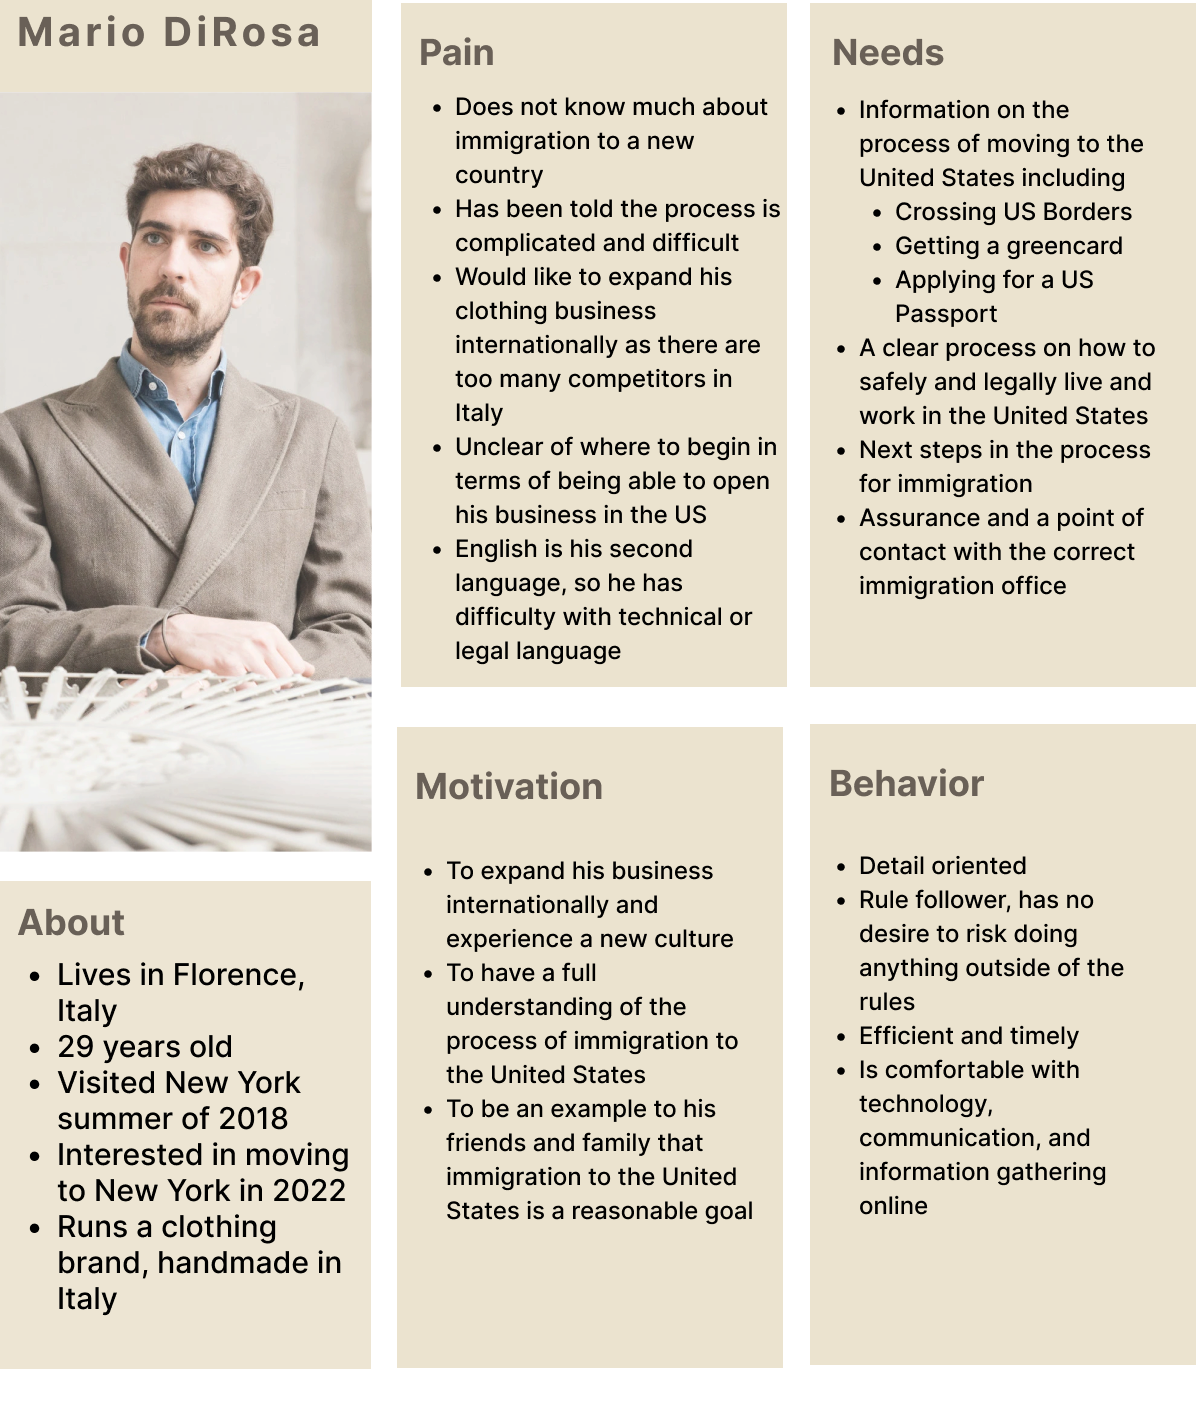 Mario DiRosa
Pain
• Does not know much about
immigration to a new
country
• Has been told the process is
complicated and difficult
• Would like to expand his
clothing business
internationally as there are
too many competitors in
Italy
• Unclear of where to begin in
terms of being able to open
his business in the US
• English is his second
language, so he has
difficulty with technical or
legal language
Needs
• Information on the
process of moving to the
United States including
• Crossing US Borders
• Getting a greencard
• Applying for a US
Passport
• A clear process on how to
safely and legally live and
work in the United States
• Next steps in the process
for immigration
• Assurance and a point of
contact with the correct
immigration office
About
• Lives in Florence,
Italy
• 29 years old
• Visited New York
summer of 2018
• Interested in moving
to New York in 2022
• Runs a clothing
brand, handmade in
Italy
Motivation
• To expand his business
internationally and
experience a new culture
• To have a full
understanding of the
process of immigration to
the United States
• To be an example to his
friends and family that
immigration to the United
States is a reasonable goal
Behavior
• Detail oriented
• Rule follower, has no
desire to risk doing
anything outside of the
rules
• Efficient and timely
• Is comfortable with
technology,
communication, and
information gathering
online